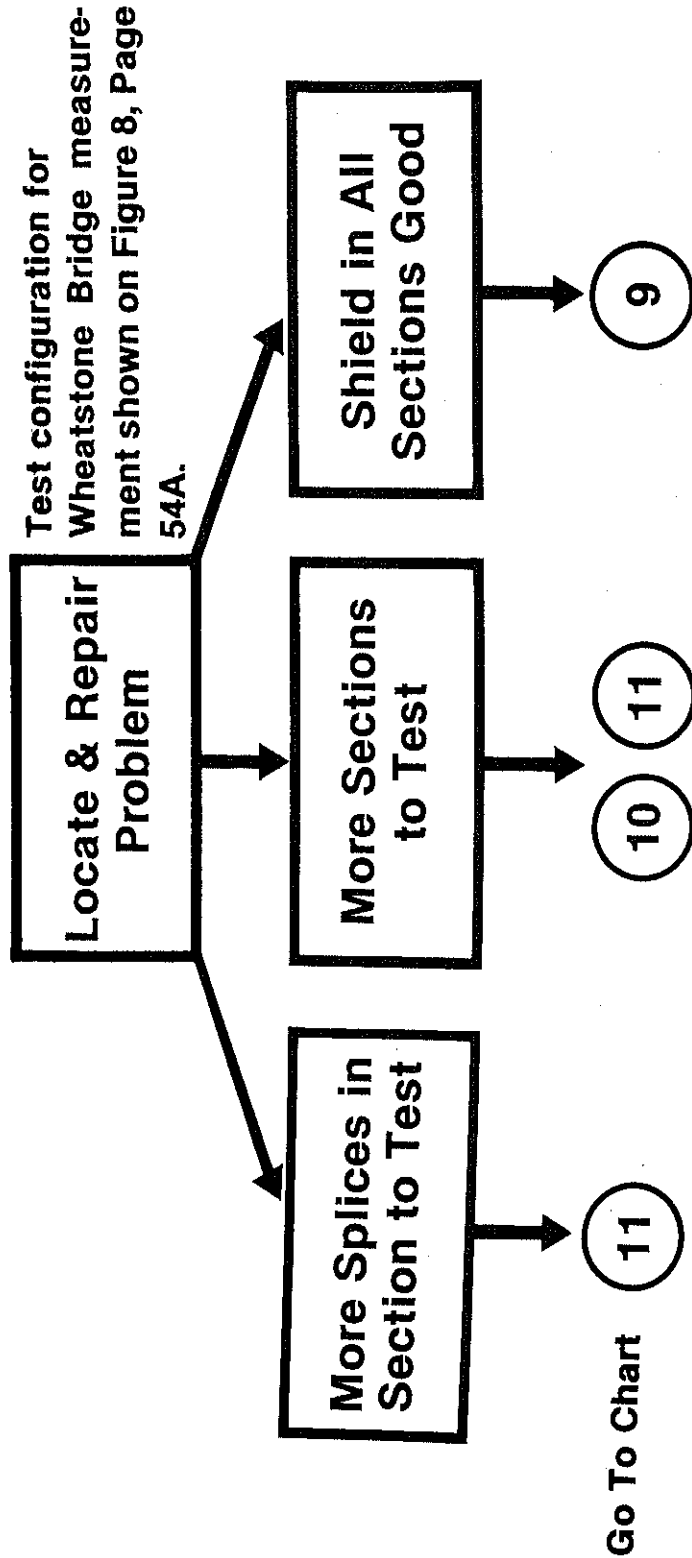 Test configuration for
Wheatstone Bridge measure-
ment shown on Figure 8, Page
54A.
Locate & Repair
Problem
More Splices in
Section to Test
More Sections
to Test
Shield in All
Sections Good
Go To Chart
11
10
11
9